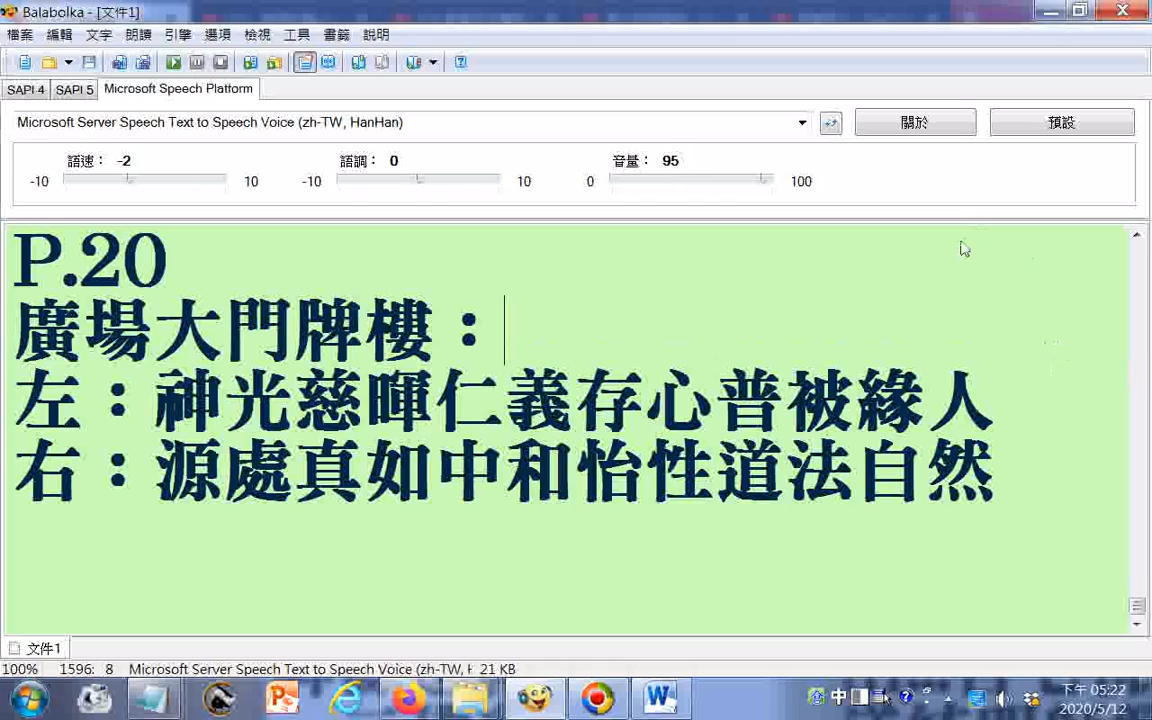 Balabolka - [文件1]
檔案 編輯 文字 朗讀 引擎 選項 檢視 工具 書籤 說明
SAPI 4 SAPI 5 Microsoft Speech Platform
Microsoft Server Speech Text to Speech Voice (zh-TW, HanHan) 關於 預設
語速： -2 語調： 0 音量： 95
-10 10 -10 10 0 100
P.20
廣場大門牌樓：
左：神光慈暉仁義存心普被緣人
右：源處真如中和怡性道法自然
文件1
100% 1596: 8 Microsoft Server Speech Text to Speech Voice (zh-TW, H 21 KB
中 下午 05:22
2020/5/12